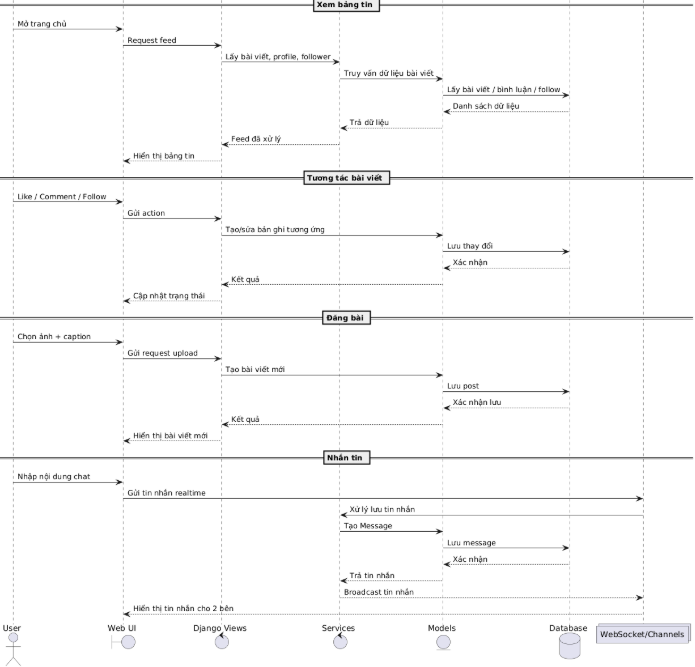 Xem bảng tin
Mở trang chủ
Request feed
Lấy bài viết, profile, follower
Truy vấn dữ liệu bài viết
Lấy bài viết / bình luận / follow
Danh sách dữ liệu
Trả dữ liệu
Feed đã xử lý
Hiển thị bảng tin
Tương tác bài viết
Like / Comment / Follow
Gửi action
Tạo/sửa bản ghi tương ứng
Lưu thay đổi
Xác nhận
Kết quả
Cập nhật trạng thái
Đăng bài
Chọn ảnh + caption
Gửi request upload
Tạo bài viết mới
Lưu post
Xác nhận lưu
Kết quả
Hiển thị bài viết mới
Nhắn tin
Nhập nội dung chat
Gửi tin nhắn realtime
Xử lý lưu tin nhắn
Tạo Message
Lưu message
Xác nhận
Trả tin nhắn
Broadcast tin nhắn
Hiển thị tin nhắn cho 2 bên
User
Web UI
Django Views
Services
Models
Database
WebSocket/Channels